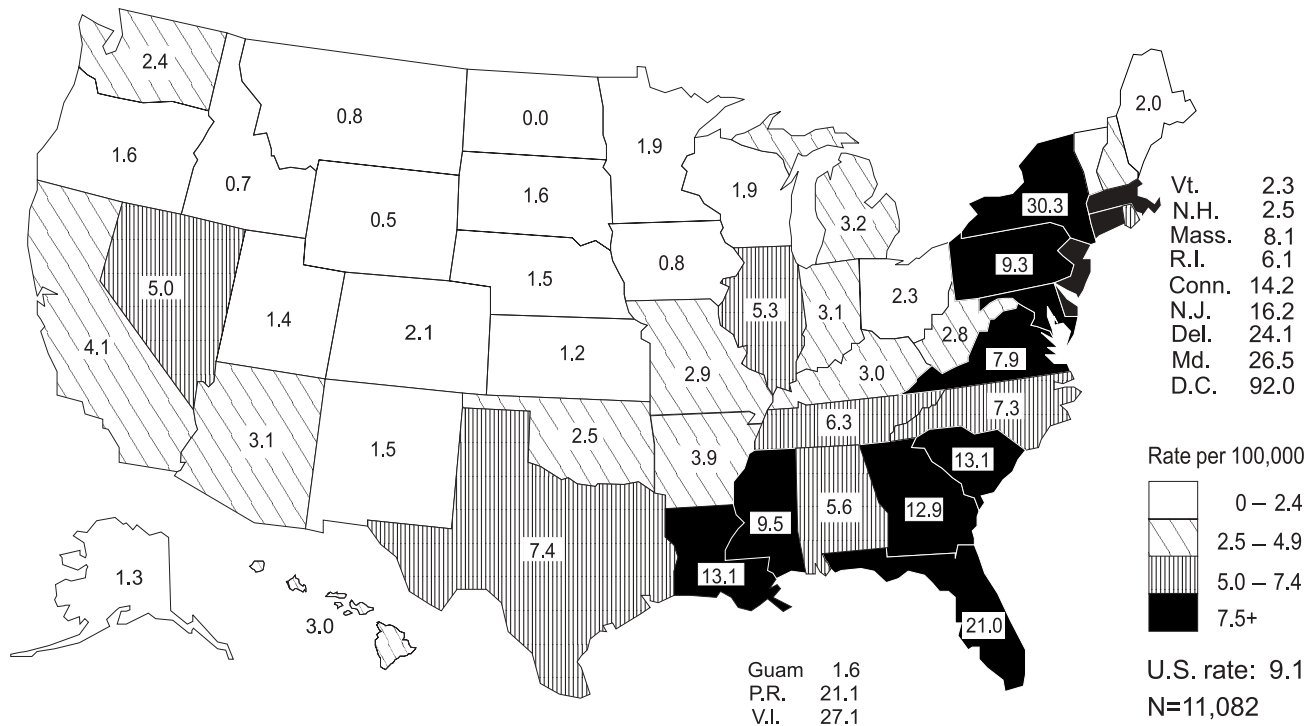 2.4
0.8
0.0
1.9
2.0
1.6
0.7
1.6
1.9
0.5
3.2
30.3
0.8
9.3
1.5
5.0
1.4
2.1
5.3
3.1
2.3
2.8
4.1
1.2
2.9
3.0
7.9
3.1
1.5
2.5
3.9
6.3
7.3
13.1
7.4
9.5
5.6
12.9
13.1
21.0
1.3
3.0
Vt. 2.3
N.H. 2.5
Mass. 8.1
R.I. 6.1
Conn. 14.2
N.J. 16.2
Del. 24.1
Md. 26.5
D.C. 92.0
Rate per 100,000
0 – 2.4
2.5 – 4.9
5.0 – 7.4
7.5+
U.S. rate: 9.1
N=11,082
Guam 1.6
P.R. 21.1
V.I. 27.1